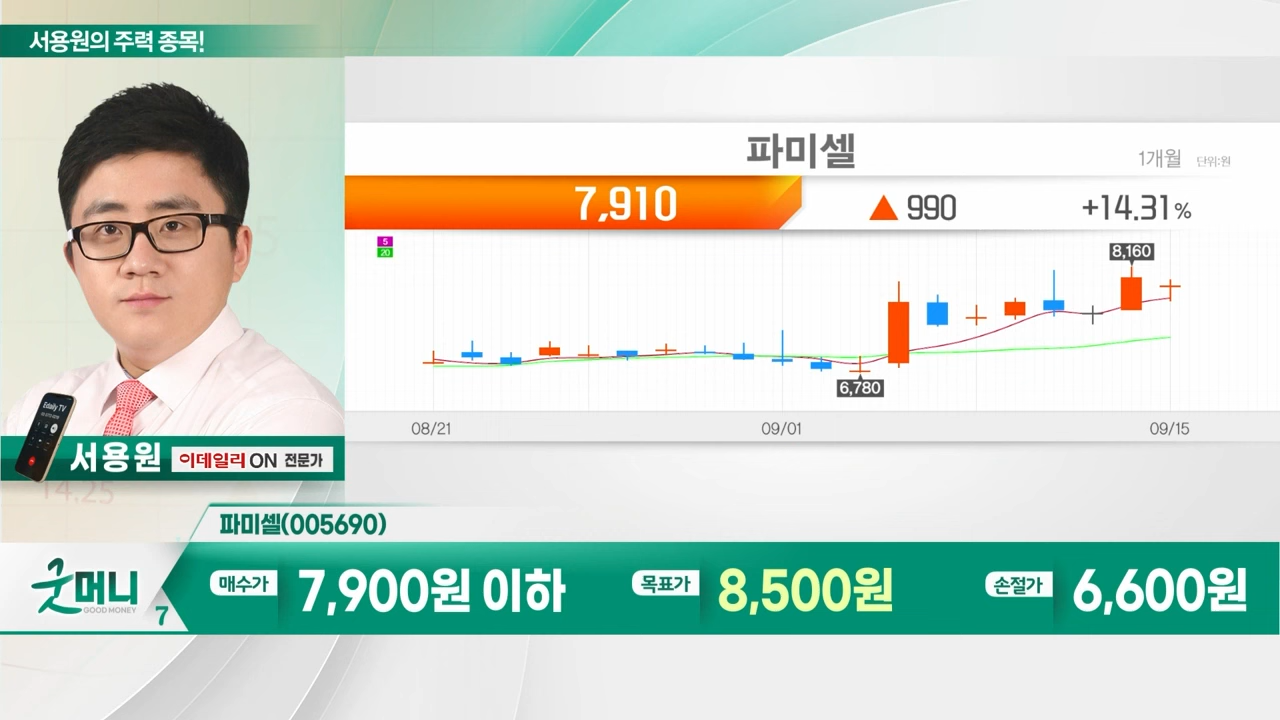 서용원의 주력 종목!
파미셀
1개월 단위:원
7,910 ▲ 990 +14.31%
5
20
8,160
6,780
08/21 09/01 09/15
Edaily TV
서용원 이데일리 ON 전문가
14.25
파미셀(005690)
굿머니 GOOD MONEY 7
매수가 7,900원 이하 목표가 8,500원 손절가 6,600원